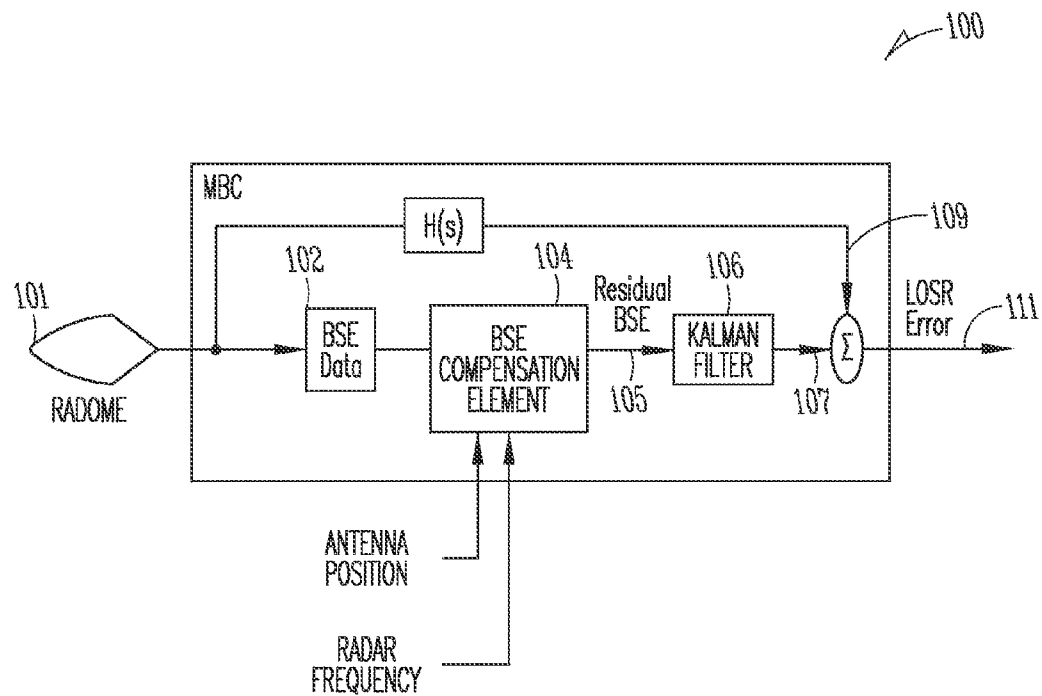 100
MBC
H(s)
109
101
102
104
106
Residual
BSE
LOSR
Error
111
BSE
Data
BSE
COMPENSATION
ELEMENT
KALMAN
FILTER
Σ
105
107
RADOME
ANTENNA
POSITION
RADAR
FREQUENCY